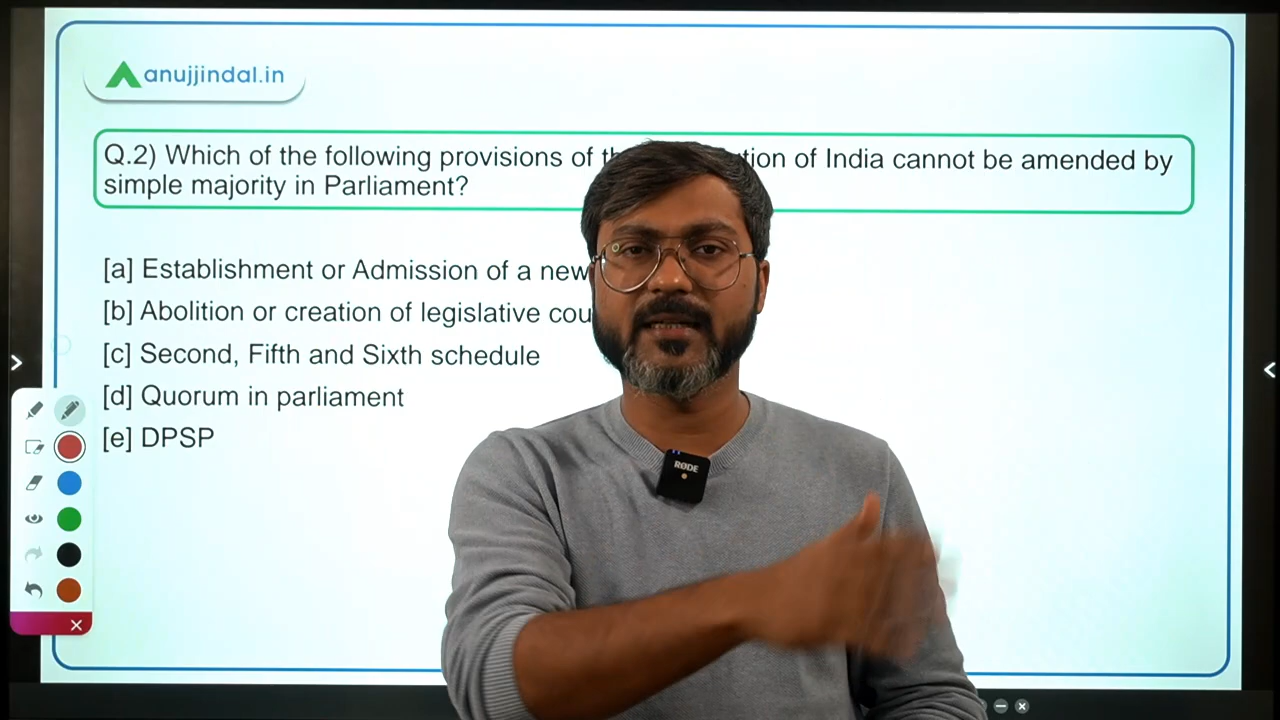 anujjindal.in
Q.2) Which of the following provisions of tion of India cannot be amended by
simple majority in Parliament?
[a] Establishment or Admission of a new
[b] Abolition or creation of legislative
[c] Second, Fifth and Sixth schedule
[d] Quorum in parliament
[e] DPSP
RØDE